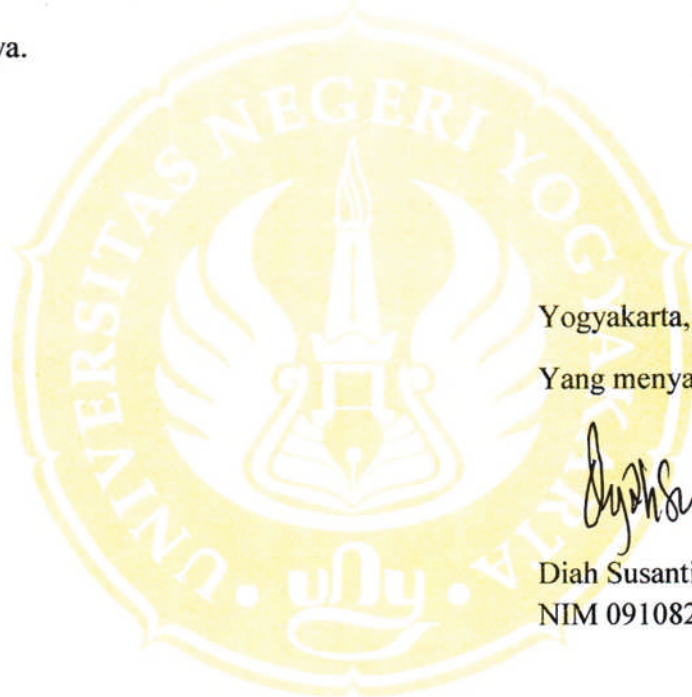 ya.
UNIVERSITAS NEGERI YOGYAKARTA
uny
Yogyakarta,
Yang menya
Diah Susanti
NIM 091082